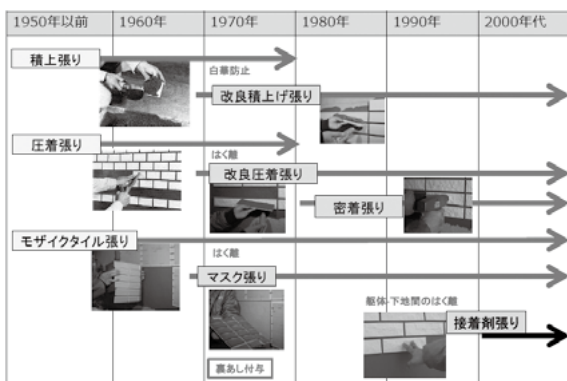 1950年以前 1960年 1970年 1980年 1990年 2000年代
積上張り
白華防止
改良積上げ張り
圧着張り
はく離
改良圧着張り
密着張り
モザイクタイル張り
はく離
マスク張り
躯体-下地間のはく離
接着剤張り
裏あし付与